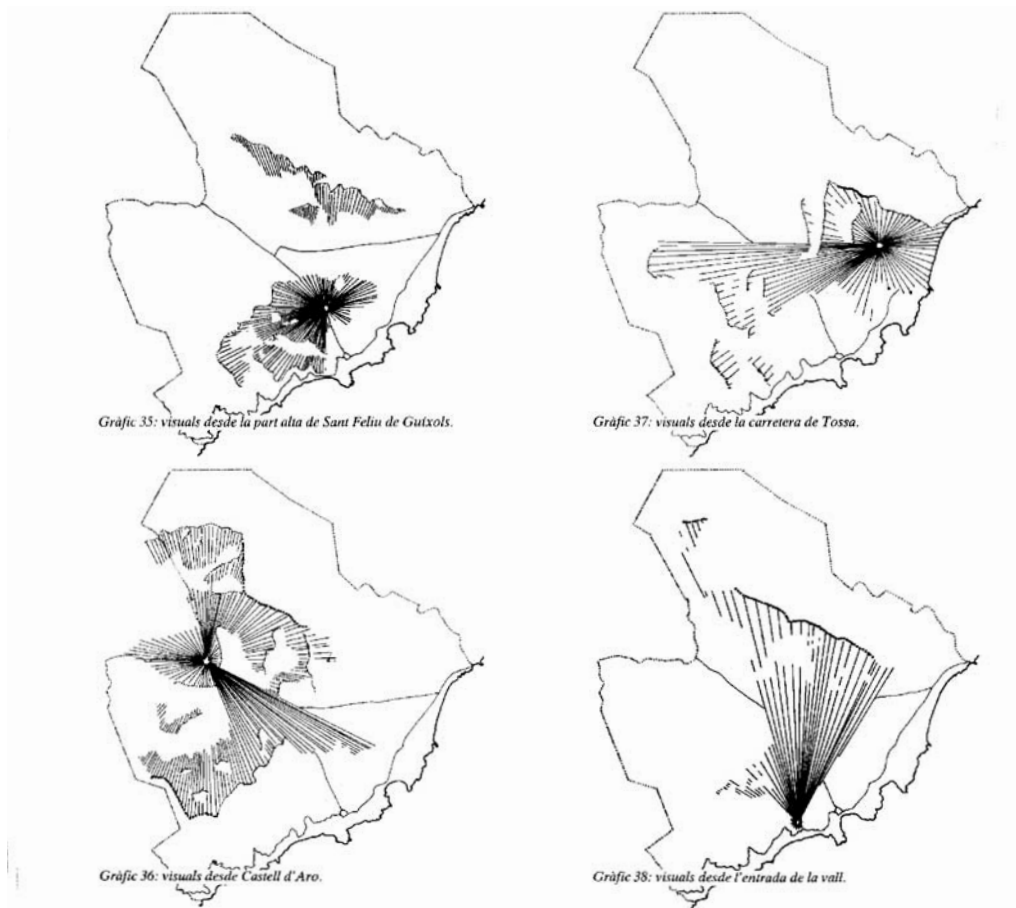 Gràfic 35: visuals desde la part alta de Sant Feliu de Guíxols.
Gràfic 37: visuals desde la carretera de Tossa.
Gràfic 36: visuals desde Castell d'Aro.
Gràfic 38: visuals desde l'entrada de la vall.